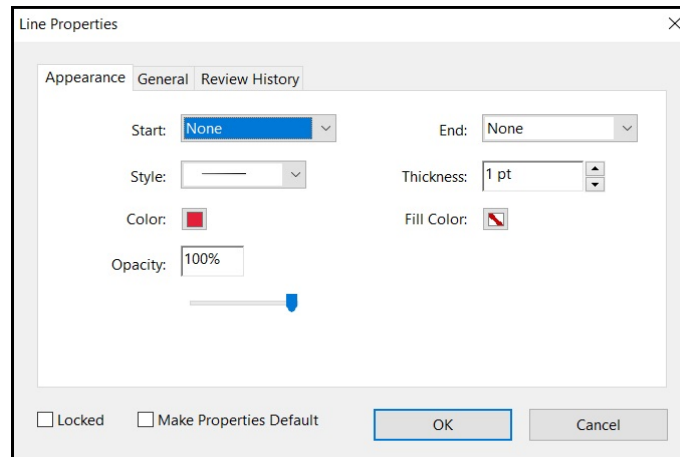 Line Properties
Appearance General Review History
Start: None End: None
Style: Thickness: 1 pt
Color: Fill Color:
Opacity: 100%
Locked Make Properties Default OK Cancel